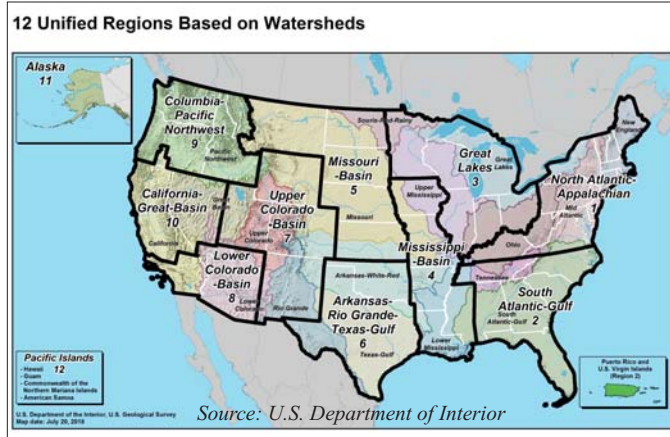 12 Unified Regions Based on Watersheds
Alaska
11
Columbia-
Pacific
Northwest
9
Pacific
Northwest
Souris-Red-Rainy
New
England
Missouri
-Basin
5
Great
Lakes
3
Great
Lakes
North Atlantic-
Appalachian
1
Mid
Atlantic
California-
Great-Basin
10
Great
Basin
California
Upper
Colorado
-Basin
7
Upper
Colorado
Missouri
Upper
Mississippi
Ohio
Mississippi
-Basin
4
Tennessee
Lower
Colorado
-Basin
8
Lower
Colorado
Rio Grande
Arkansas-White-Red
Arkansas-
Rio Grande-
Texas-Gulf
6
Texas-Gulf
Lower
Mississippi
South
Atlantic-Gulf
2
South
Atlantic-Gulf
Pacific Islands
12
- Hawaii
- Guam
- Commonwealth of the
Northern Mariana Islands
- American Samoa
Puerto Rico and
U.S. Virgin Islands
(Region 2)
U.S. Department of the Interior, U.S. Geological Survey
Map date: July 20, 2018
Source: U.S. Department of Interior